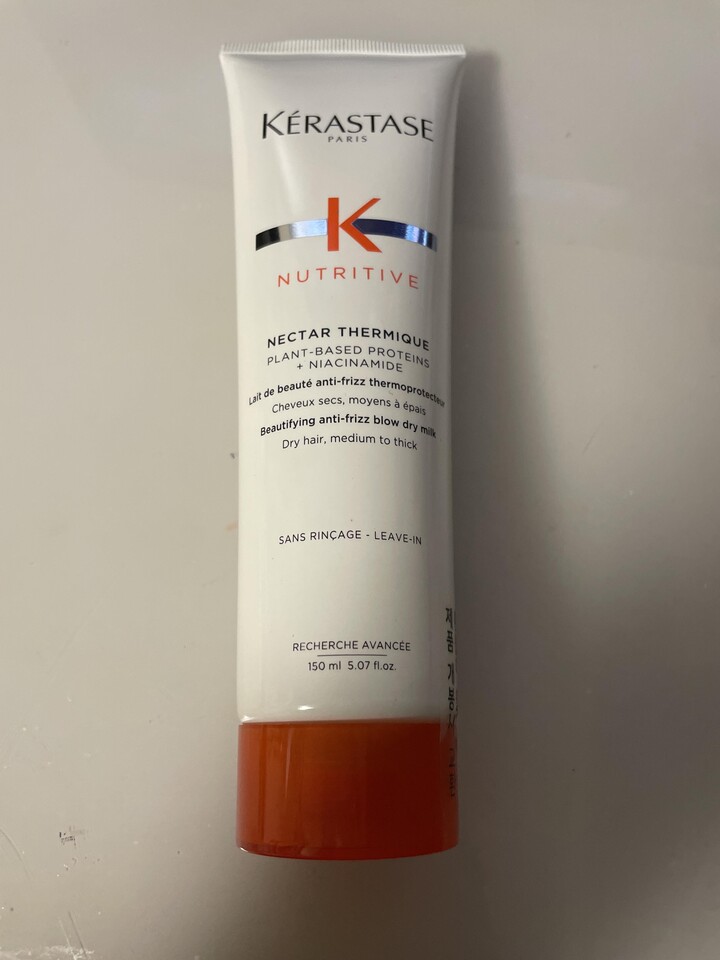 KÉRASTASE
PARIS
K
NUTRITIVE
NECTAR THERMIQUE
PLANT-BASED PROTEINS
+ NIACINAMIDE
Lait de beauté anti-frizz thermoprotecteur
Cheveux secs, moyens à épais
Beautifying anti-frizz blow dry milk
Dry hair, medium to thick
SANS RINÇAGE - LEAVE-IN
RECHERCHE AVANCÉE
150 ml 5.07 fl.oz.